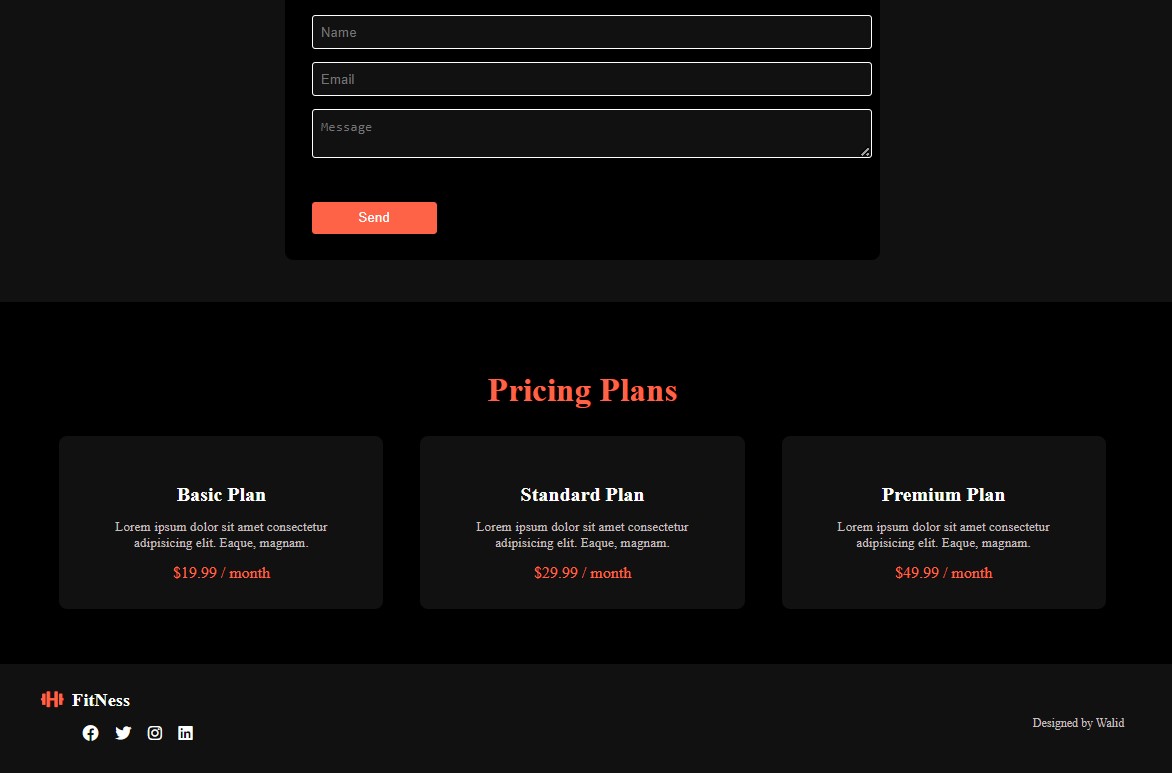 Name
Email
Message
Send
Pricing Plans
Basic Plan
Lorem ipsum dolor sit amet consectetur
adipisicing elit. Eaque, magnam.
$19.99 / month
Standard Plan
Lorem ipsum dolor sit amet consectetur
adipisicing elit. Eaque, magnam.
$29.99 / month
Premium Plan
Lorem ipsum dolor sit amet consectetur
adipisicing elit. Eaque, magnam.
$49.99 / month
FitNess
Designed by Walid